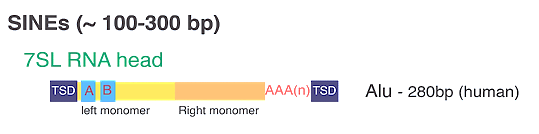 SINEs (~ 100-300 bp)
7SL RNA head
TSD A B AAA(n) TSD Alu - 280bp (human)
left monomer Right monomer